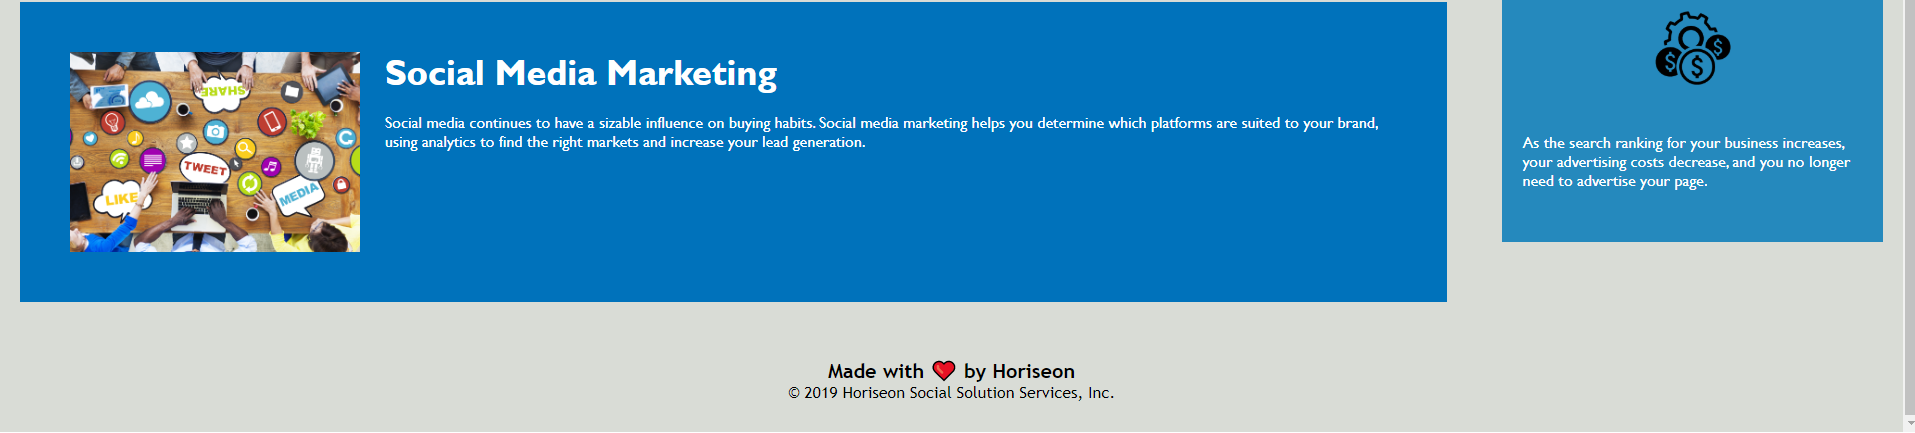 SHARE
TWEET
LIKE
MEDIA
Social Media Marketing
Social media continues to have a sizable influence on buying habits. Social media marketing helps you determine which platforms are suited to your brand,
using analytics to find the right markets and increase your lead generation.
$
$
$
As the search ranking for your business increases,
your advertising costs decrease, and you no longer
need to advertise your page.
Made with ❤️ by Horiseon
© 2019 Horiseon Social Solution Services, Inc.